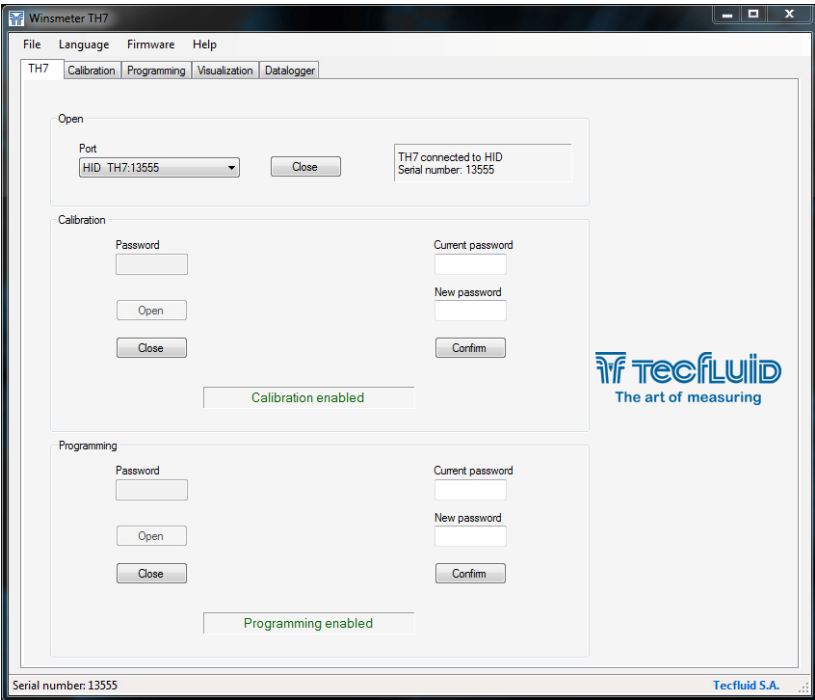 Winsmeter TH7
File Language Firmware Help
TH7 Calibration Programming Visualization Datalogger
Open
Port
HID TH7:13555
Close
TH7 connected to HID
Serial number: 13555
Calibration
Password
Current password
New password
Open
Close
Confirm
Calibration enabled
TECFLUID
The art of measuring
Programming
Password
Current password
New password
Open
Close
Confirm
Programming enabled
Serial number: 13555
Tecfluid S.A.